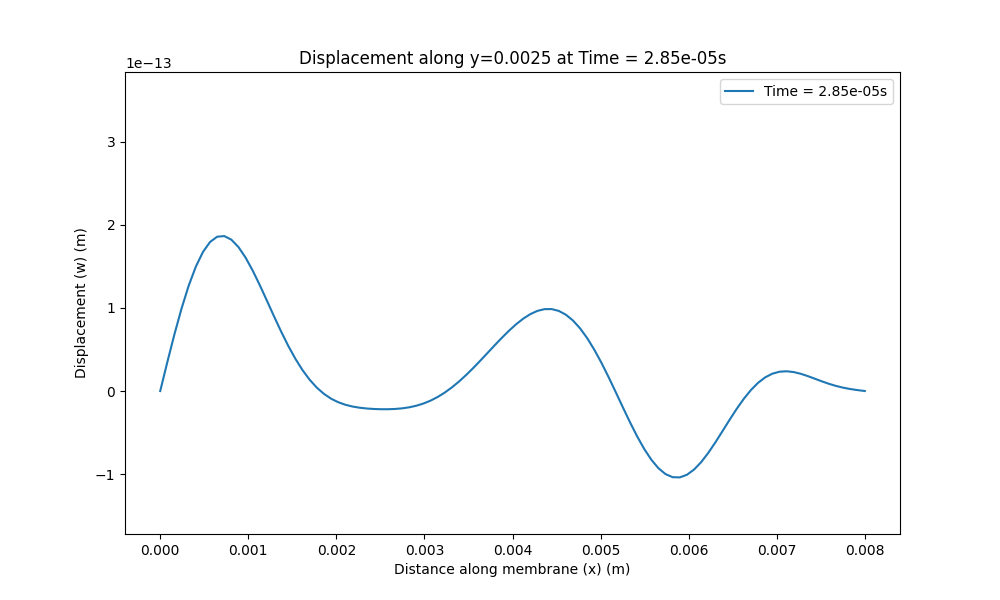 Displacement along y=0.0025 at Time = 2.85e-05s
1e−13
Time = 2.85e-05s
3
2
1
0
−1
Displacement (w) (m)
0.000 0.001 0.002 0.003 0.004 0.005 0.006 0.007 0.008
Distance along membrane (x) (m)